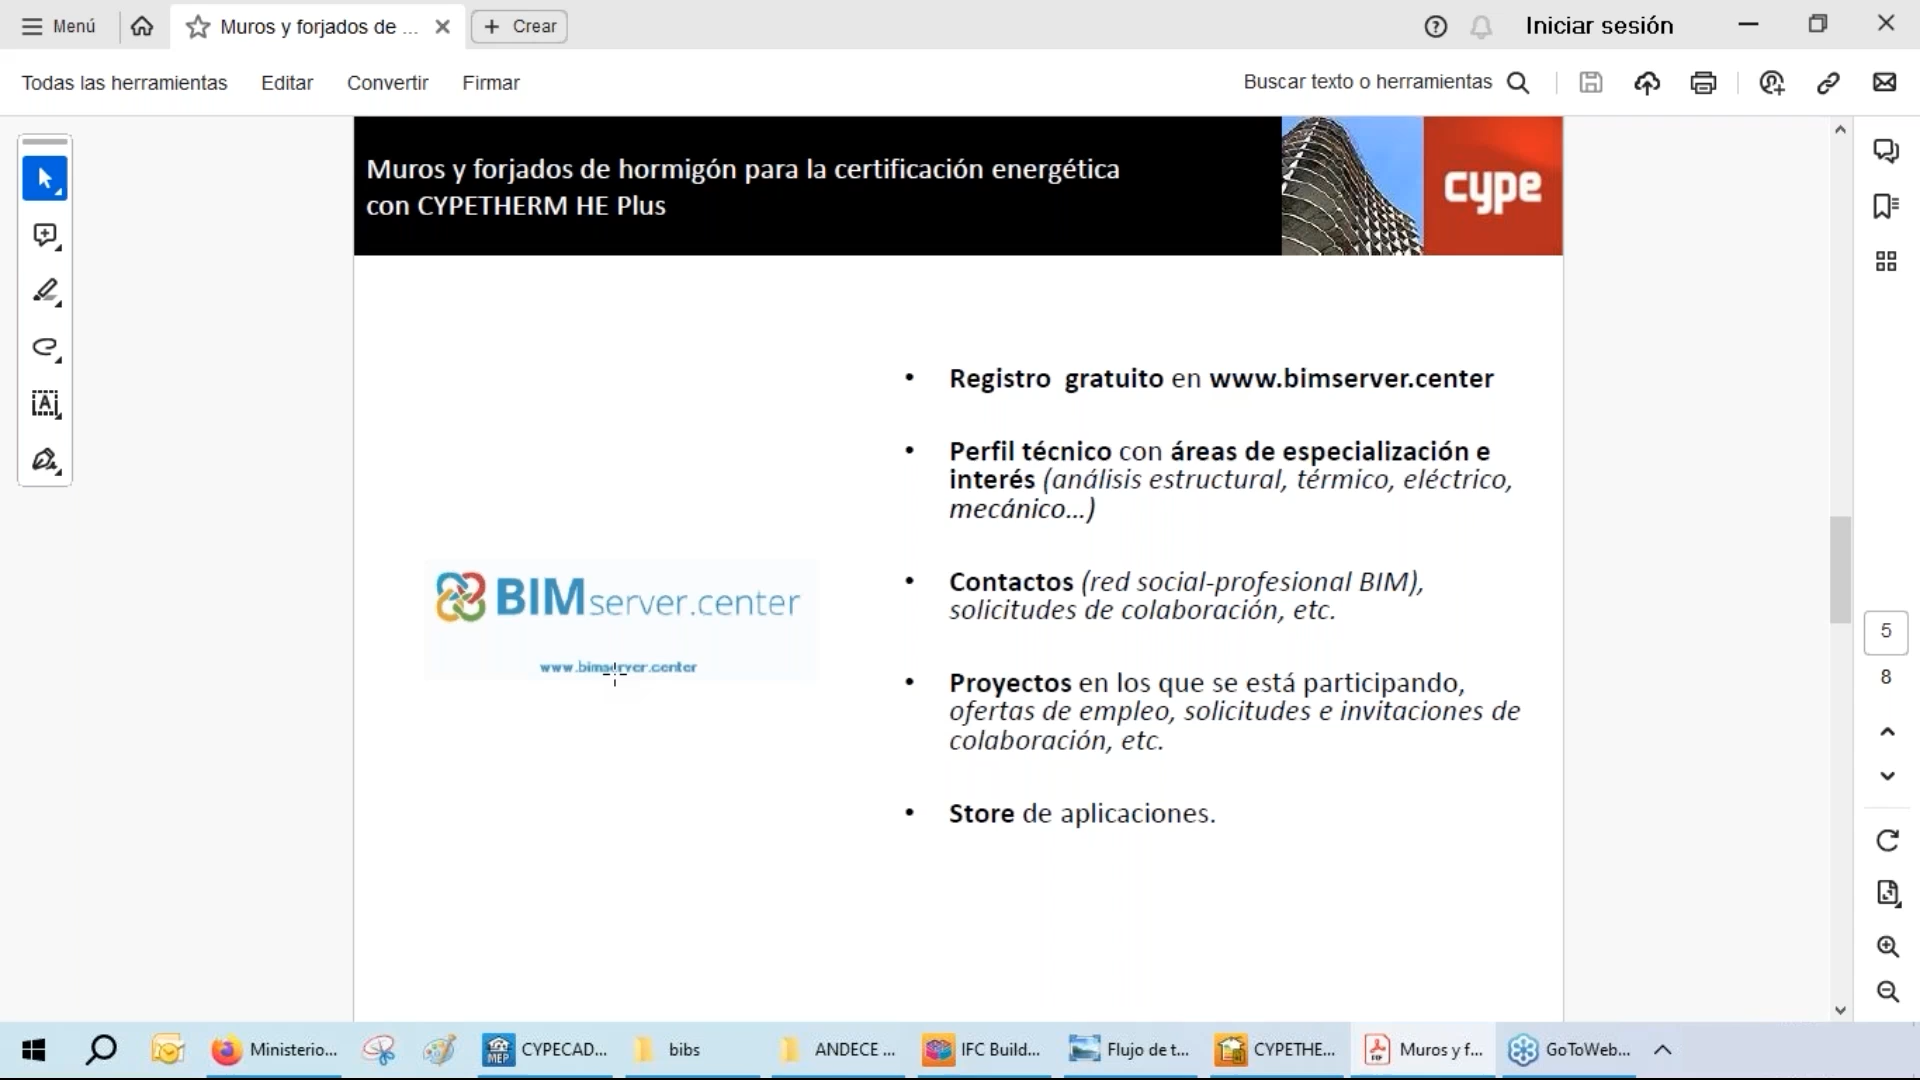 Menú
Muros y forjados de ...
Crear
Iniciar sesión
Todas las herramientas
Editar
Convertir
Firmar
Buscar texto o herramientas
Muros y forjados de hormigón para la certificación energética
con CYPETHERM HE Plus
cype
• Registro gratuito en www.bimserver.center
• Perfil técnico con áreas de especialización e
interés (análisis estructural, térmico, eléctrico,
mecánico...)
BIMserver.center
www.bimserver.center
• Contactos (red social-profesional BIM),
solicitudes de colaboración, etc.
• Proyectos en los que se está participando,
ofertas de empleo, solicitudes e invitaciones de
colaboración, etc.
• Store de aplicaciones.
5
8
Ministerio...
MEP
CYPECAD...
bibs
ANDECE ...
IFC Build...
Flujo de t...
CYPETHE...
Muros y f...
GoToWeb...